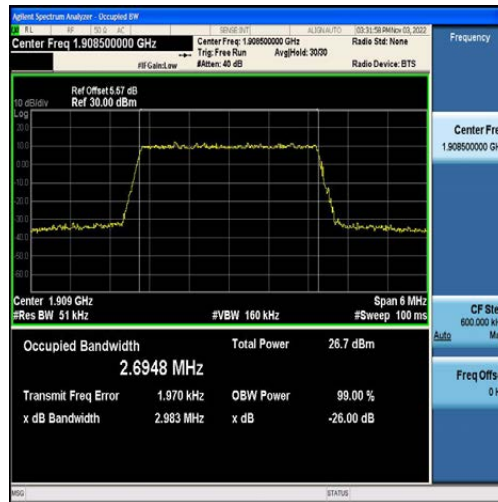 Agilent Spectrum Analyzer - Occupied BW
RL RF 50 Ω AC SENSE:INT ALIGNAUTO 03:31:58 PM Nov 03, 2022
Center Freq 1.908500000 GHz
Center Freq: 1.908500000 GHz
Radio Std: None
Trig: Free Run Avg|Hold: 30/30
#IFGain:Low #Atten: 40 dB Radio Device: BTS
Frequency
Ref Offset 5.57 dB
10 dB/div Ref 30.00 dBm
Log
20.0
10.0
0.00
-10.0
-20.0
-30.0
-40.0
-50.0
-60.0
Center Fre
1.908500000 GH
Center 1.909 GHz Span 6 MHz
#Res BW 51 kHz #VBW 160 kHz #Sweep 100 ms
CF Ste
600.000 kH
Auto Ma
Occupied Bandwidth Total Power 26.7 dBm
2.6948 MHz
Transmit Freq Error 1.970 kHz OBW Power 99.00 %
x dB Bandwidth 2.983 MHz x dB -26.00 dB
Freq Offs
0 H
MSG STATUS